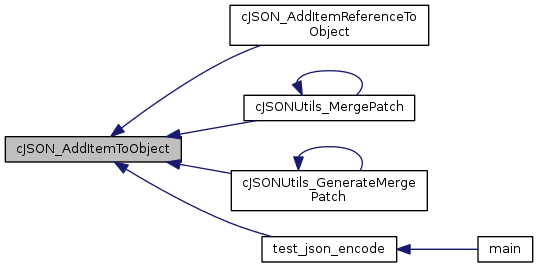 cJSON_AddItemReferenceTo
Object
cJSONUtils_MergePatch
cJSON_AddItemToObject
cJSONUtils_GenerateMerge
Patch
test_json_encode
main